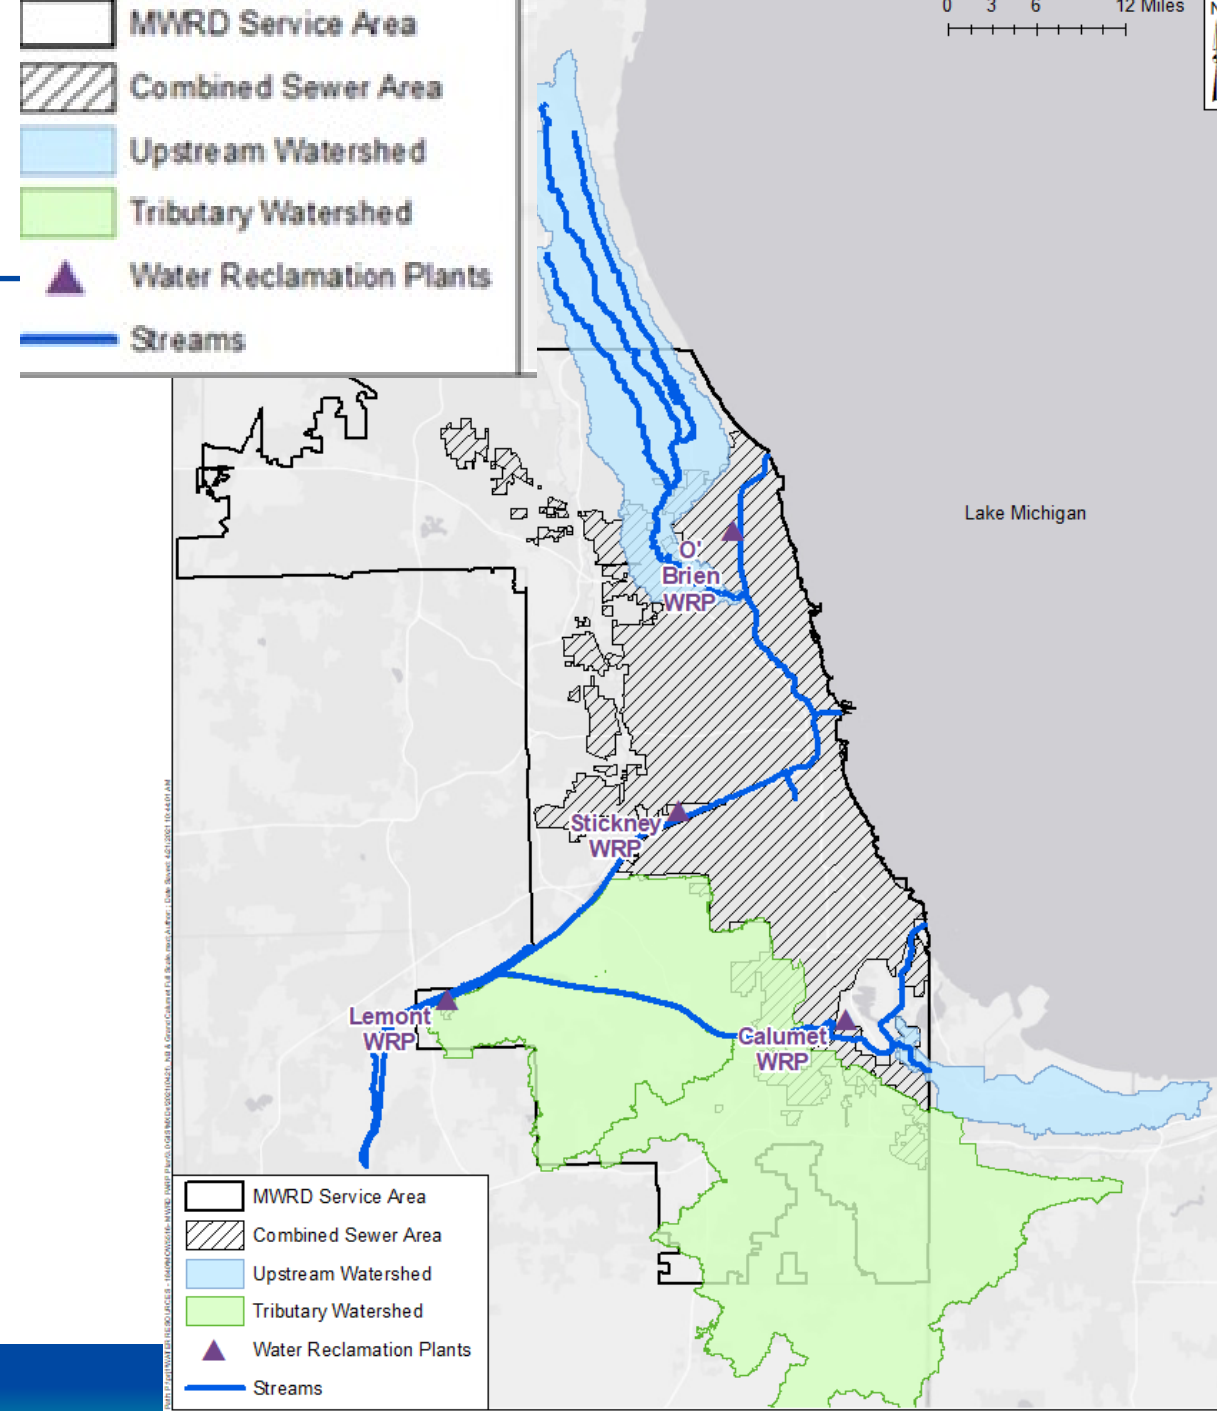 MWRD Service Area
Combined Sewer Area
Upstream Watershed
Tributary Watershed
Water Reclamation Plants
Streams
0 3 6 12 Miles
N
Lake Michigan
O'
Brien
WRP
Stickney
WRP
Lemont
WRP
Calumet
WRP
MWRD Service Area
Combined Sewer Area
Upstream Watershed
Tributary Watershed
Water Reclamation Plants
Streams